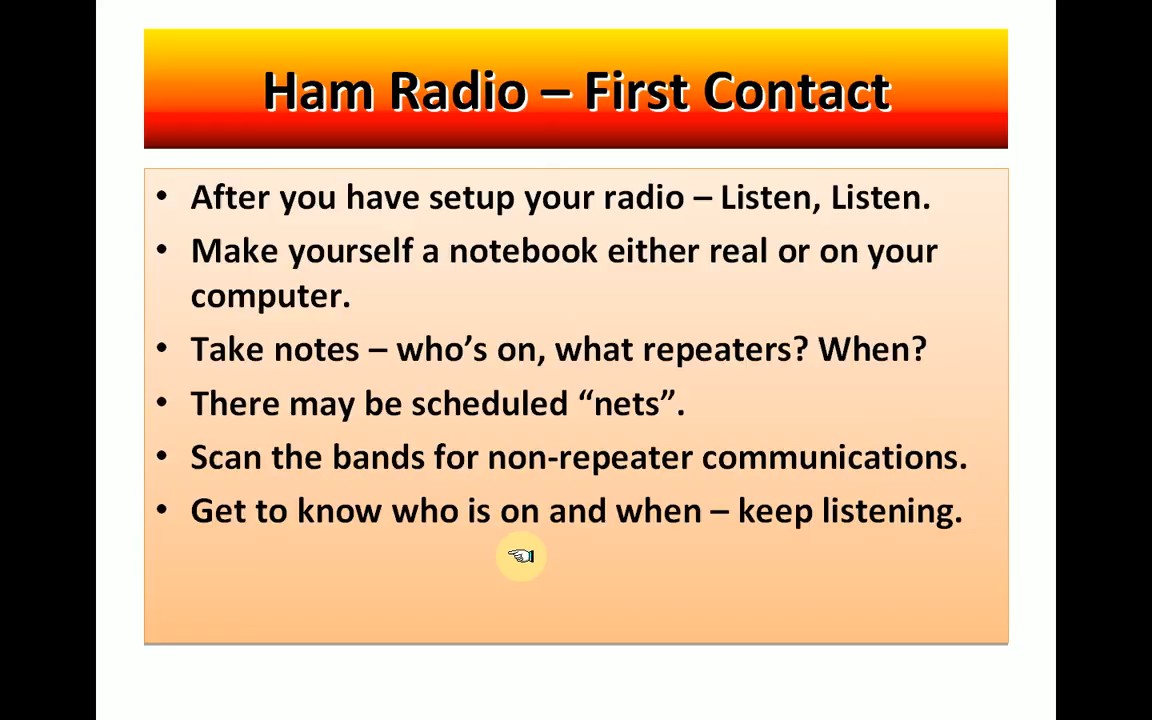 Ham Radio – First Contact
• After you have setup your radio – Listen, Listen.
• Make yourself a notebook either real or on your
computer.
• Take notes – who’s on, what repeaters? When?
• There may be scheduled “nets”.
• Scan the bands for non-repeater communications.
• Get to know who is on and when – keep listening.